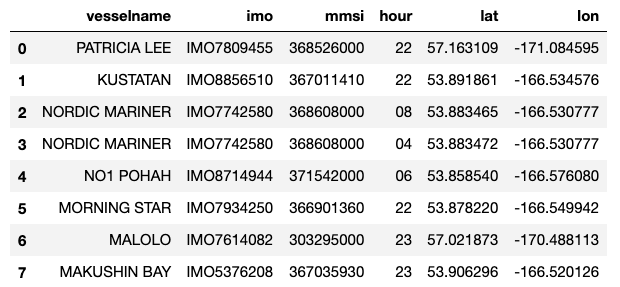 vesselname imo mmsi hour lat lon
0 PATRICIA LEE IMO7809455 368526000 22 57.163109 -171.084595
1 KUSTATAN IMO8856510 367011410 22 53.891861 -166.534576
2 NORDIC MARINER IMO7742580 368608000 08 53.883465 -166.530777
3 NORDIC MARINER IMO7742580 368608000 04 53.883472 -166.530777
4 NO1 POHAH IMO8714944 371542000 06 53.858540 -166.576080
5 MORNING STAR IMO7934250 366901360 22 53.878220 -166.549942
6 MALOLO IMO7614082 303295000 23 57.021873 -170.488113
7 MAKUSHIN BAY IMO5376208 367035930 23 53.906296 -166.520126